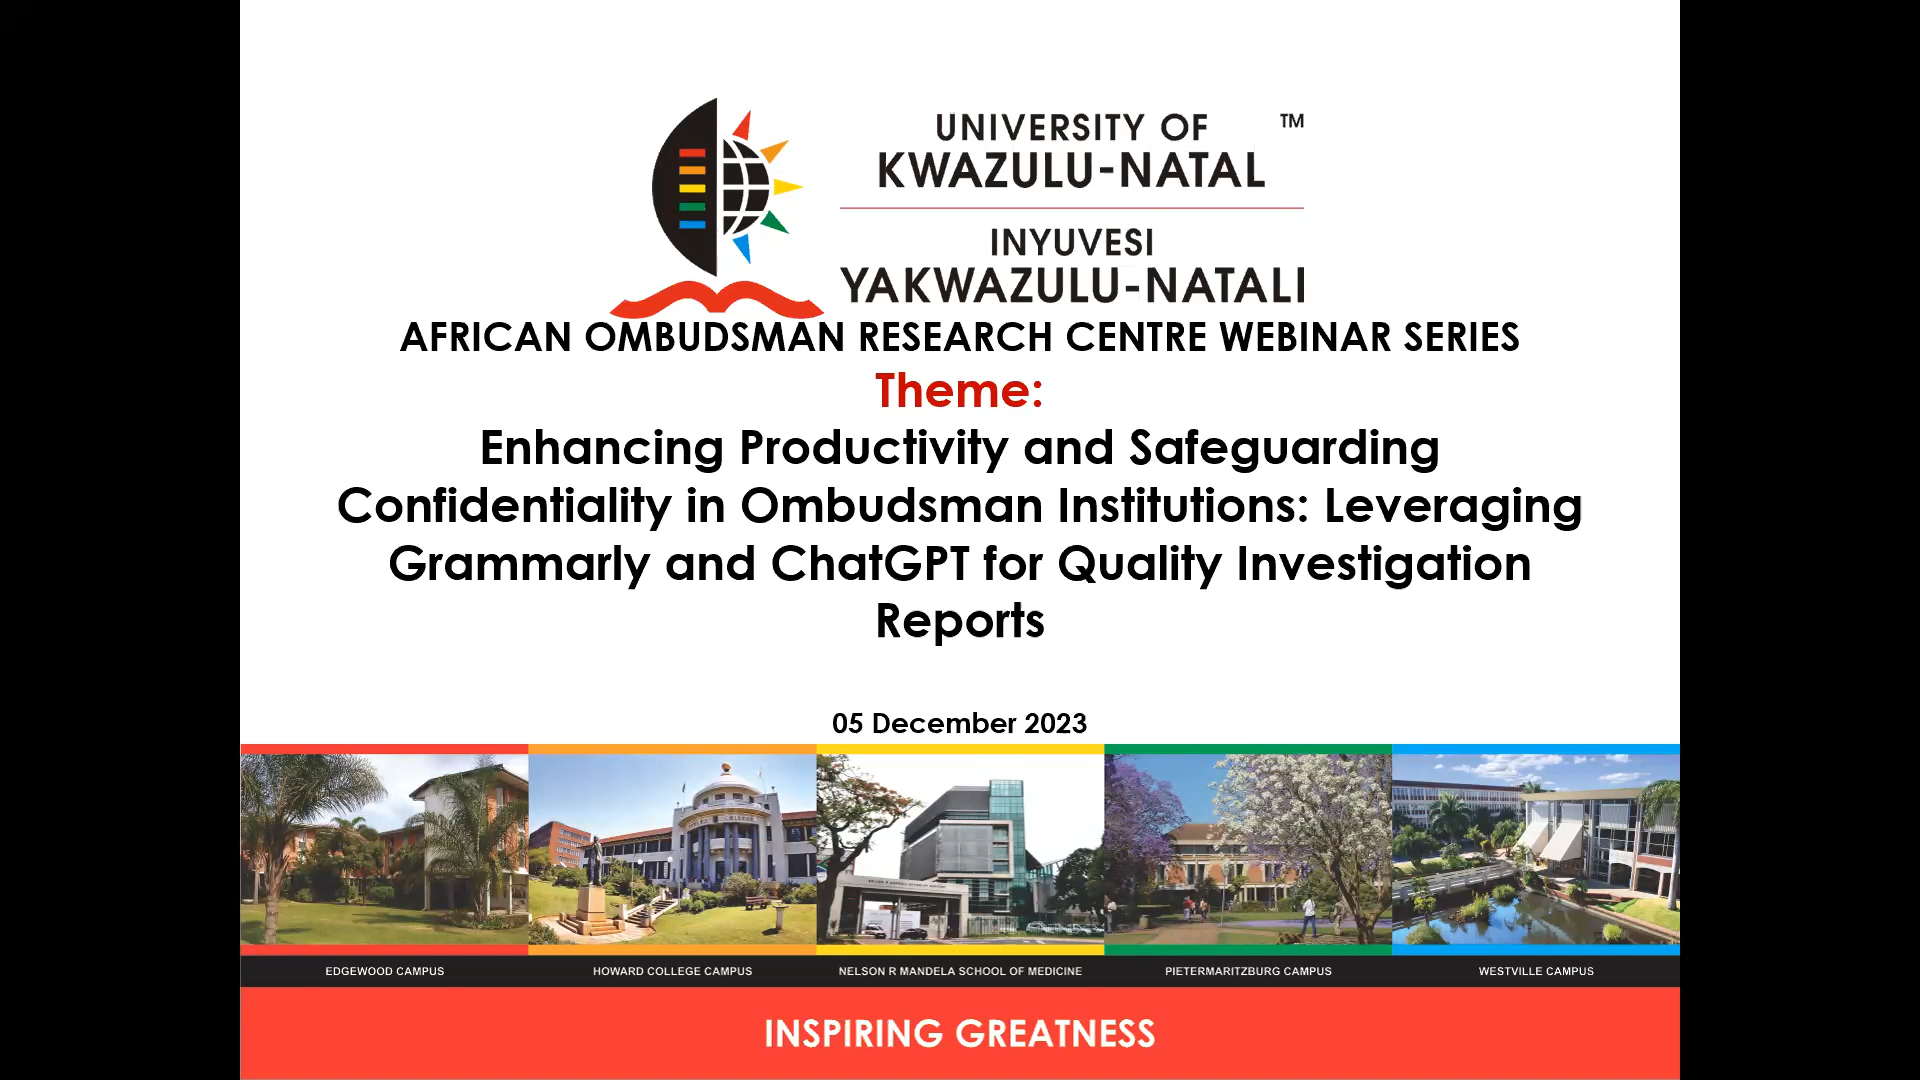 UNIVERSITY OF ™
KWAZULU-NATAL
INYUVESI
YAKWAZULU-NATALI
AFRICAN OMBUDSMAN RESEARCH CENTRE WEBINAR SERIES
Theme:
Enhancing Productivity and Safeguarding
Confidentiality in Ombudsman Institutions: Leveraging
Grammarly and ChatGPT for Quality Investigation
Reports
05 December 2023
EDGEWOOD CAMPUS
HOWARD COLLEGE CAMPUS
NELSON R MANDELA SCHOOL OF MEDICINE
PIETERMARITZBURG CAMPUS
WESTVILLE CAMPUS
INSPIRING GREATNESS